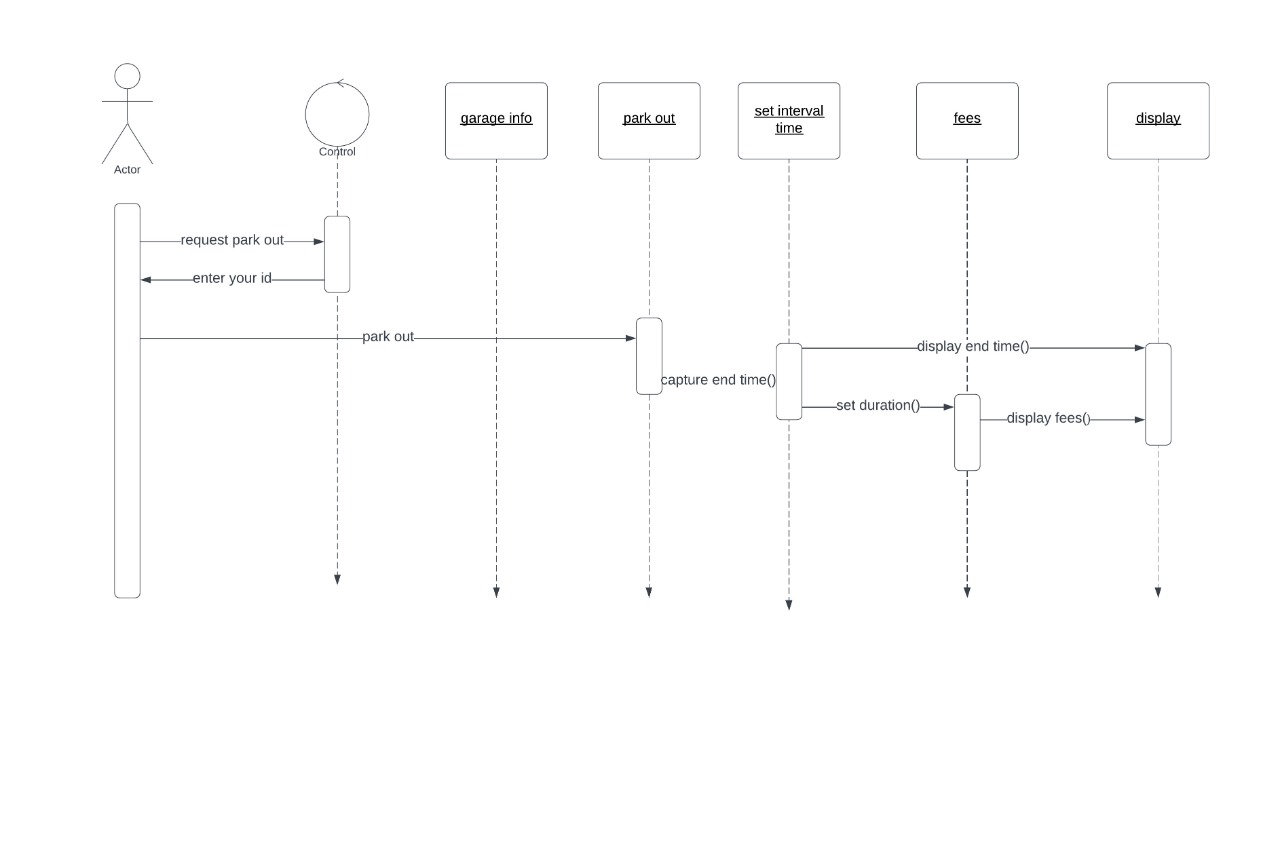 Actor
Control
garage info
park out
set interval
time
fees
display
request park out
enter your id
park out
display end time()
capture end time()
set duration()
display fees()